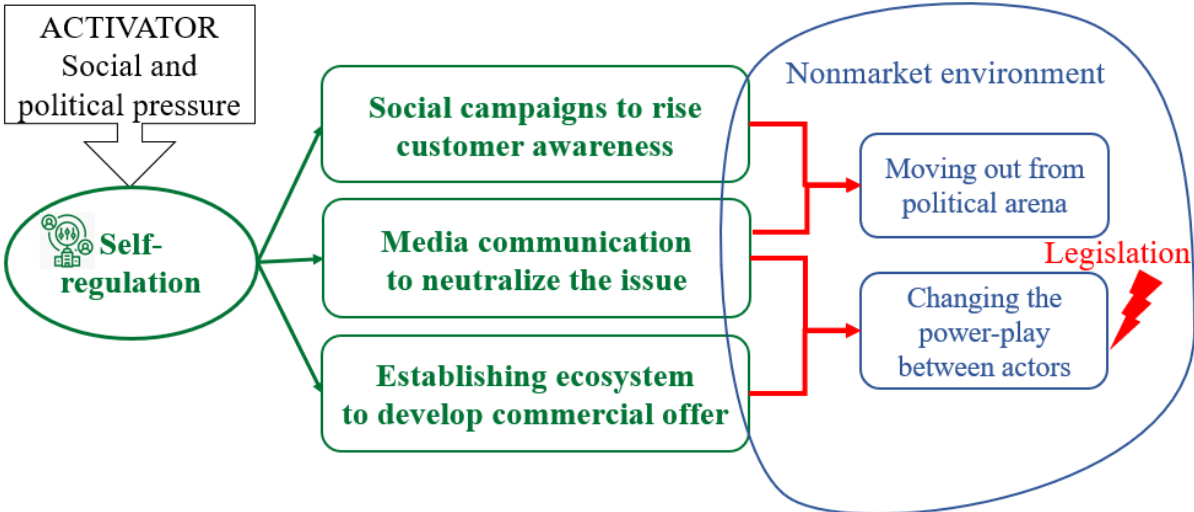 ACTIVATOR
Social and
political pressure
Self-
regulation
Social campaigns to rise
customer awareness
Media communication
to neutralize the issue
Establishing ecosystem
to develop commercial offer
Nonmarket environment
Moving out from
political arena
Legislation
Changing the
power-play
between actors